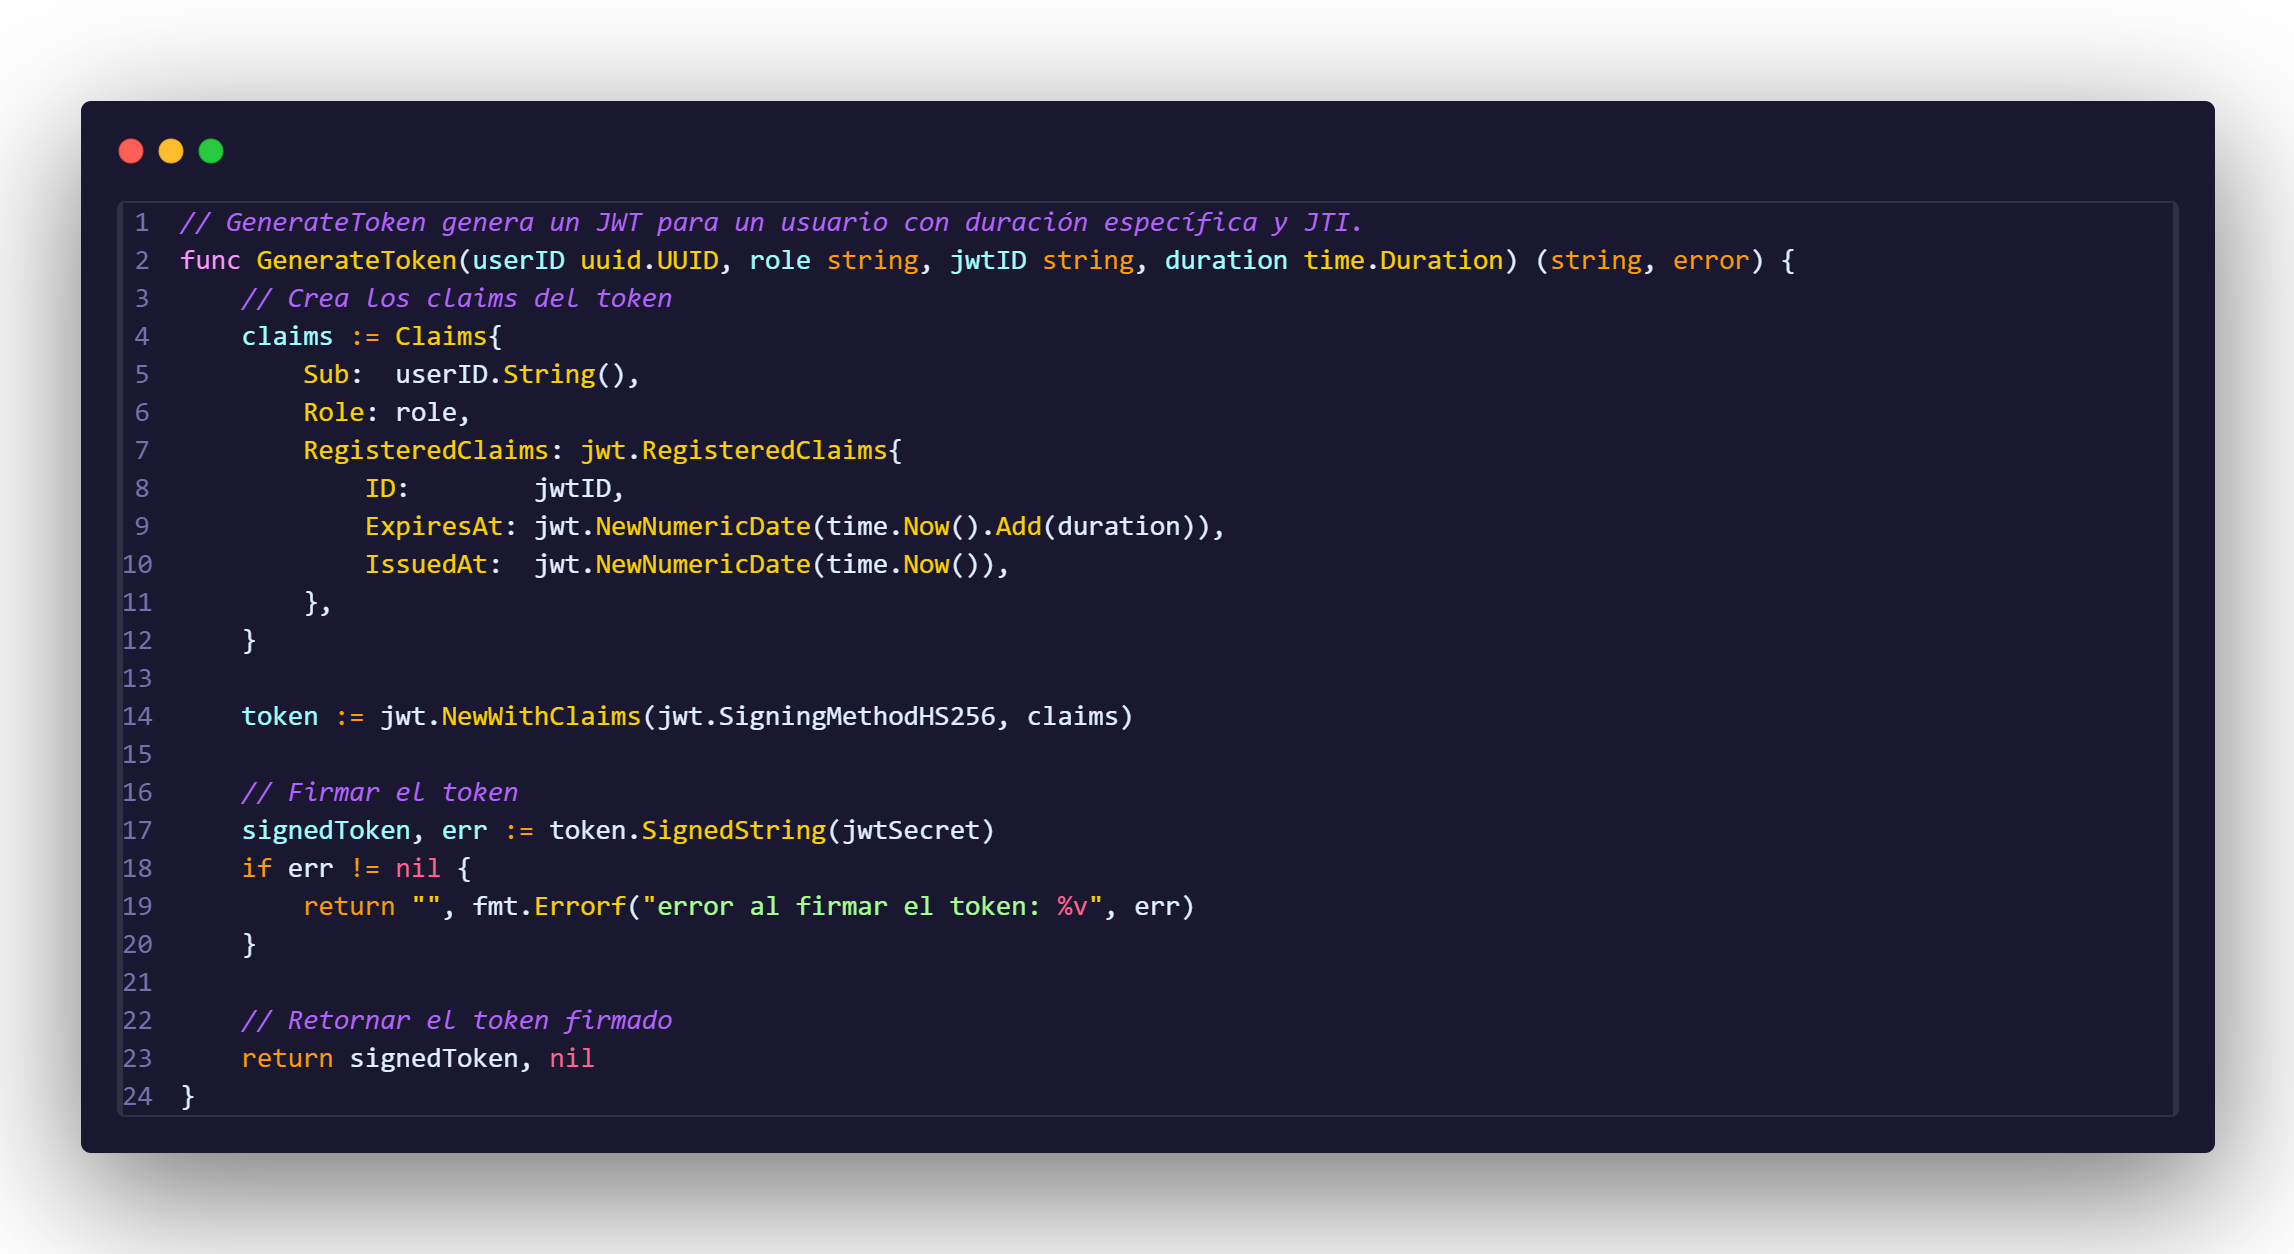 1 // GenerateToken genera un JWT para un usuario con duración específica y JTI.
2 func GenerateToken(userID uuid.UUID, role string, jwtID string, duration time.Duration) (string, error) {
3     // Crea los claims del token
4     claims := Claims{
5         Sub:  userID.String(),
6         Role: role,
7         RegisteredClaims: jwt.RegisteredClaims{
8             ID:        jwtID,
9             ExpiresAt: jwt.NewNumericDate(time.Now().Add(duration)),
10             IssuedAt:  jwt.NewNumericDate(time.Now()),
11         },
12     }
13
14     token := jwt.NewWithClaims(jwt.SigningMethodHS256, claims)
15
16     // Firmar el token
17     signedToken, err := token.SignedString(jwtSecret)
18     if err != nil {
19         return "", fmt.Errorf("error al firmar el token: %v", err)
20     }
21
22     // Retornar el token firmado
23     return signedToken, nil
24 }